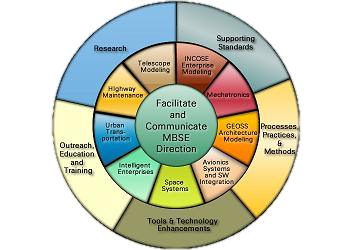 Research
Supporting
Standards
Telescope
Modeling
INCOSE
Enterprise
Modeling
HIghway
Maintenance
Mechatronics
Facilitate
and
Communicate
MBSE
Direction
Urban
Trans-
portation
GEOSS
Architecture
Modeling
Processes,
Practices,
&
Methods
Outreach,
Education
and
Training
Intelligent
Enterprises
Space
Systems
Avionics
Systems
and SW
Integration
Tools & Technology
Enhancements